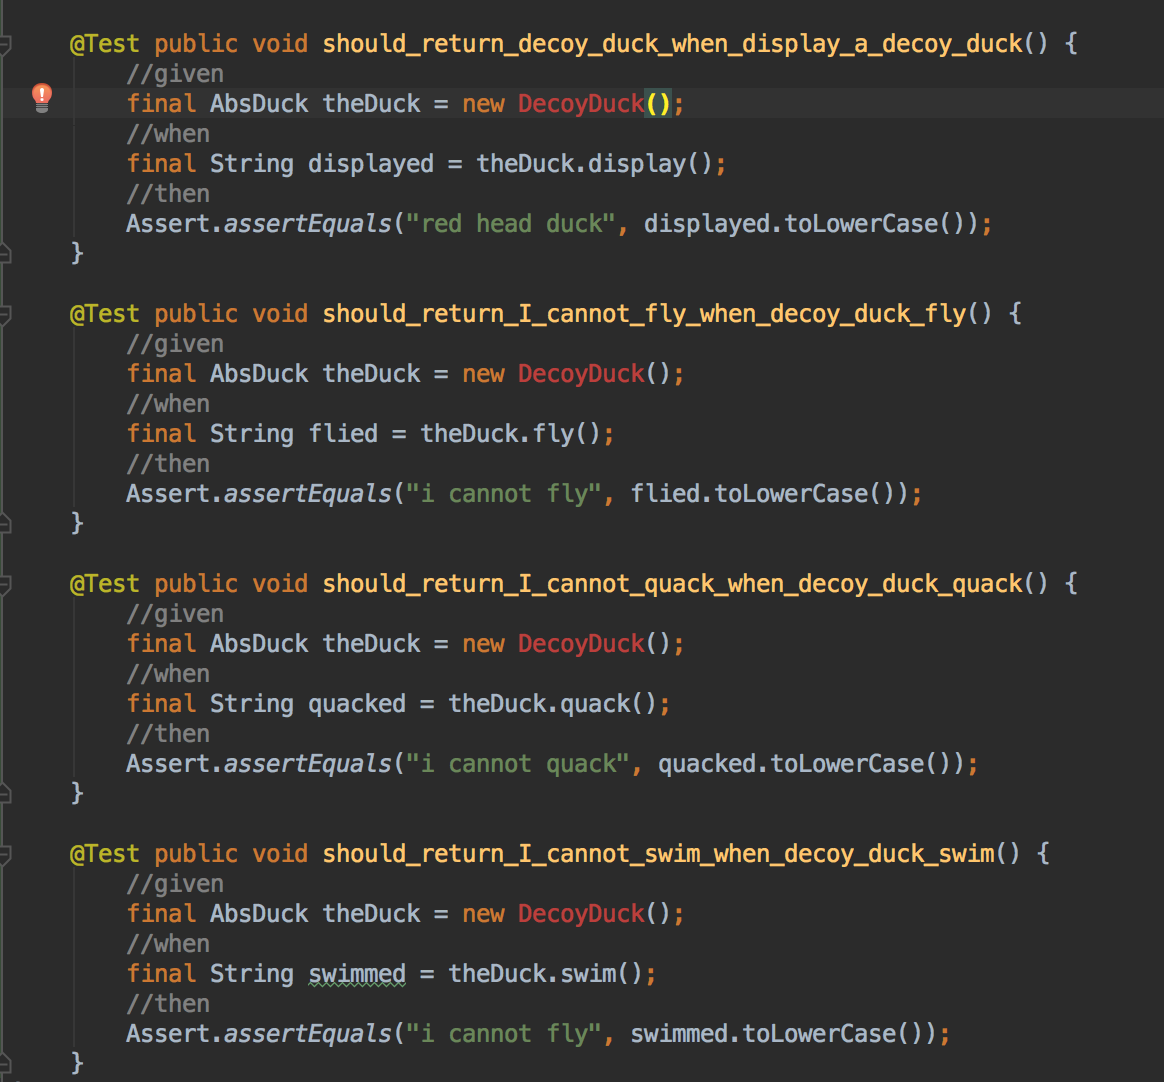 @Test public void should_return_decoy_duck_when_display_a_decoy_duck() {
//given
final AbsDuck theDuck = new DecoyDuck();
//when
final String displayed = theDuck.display();
//then
Assert.assertEquals("red head duck", displayed.toLowerCase());
}
@Test public void should_return_I_cannot_fly_when_decoy_duck_fly() {
//given
final AbsDuck theDuck = new DecoyDuck();
//when
final String flied = theDuck.fly();
//then
Assert.assertEquals("i cannot fly", flied.toLowerCase());
}
@Test public void should_return_I_cannot_quack_when_decoy_duck_quack() {
//given
final AbsDuck theDuck = new DecoyDuck();
//when
final String quacked = theDuck.quack();
//then
Assert.assertEquals("i cannot quack", quacked.toLowerCase());
}
@Test public void should_return_I_cannot_swim_when_decoy_duck_swim() {
//given
final AbsDuck theDuck = new DecoyDuck();
//when
final String swimmed = theDuck.swim();
//then
Assert.assertEquals("i cannot fly", swimmed.toLowerCase());
}